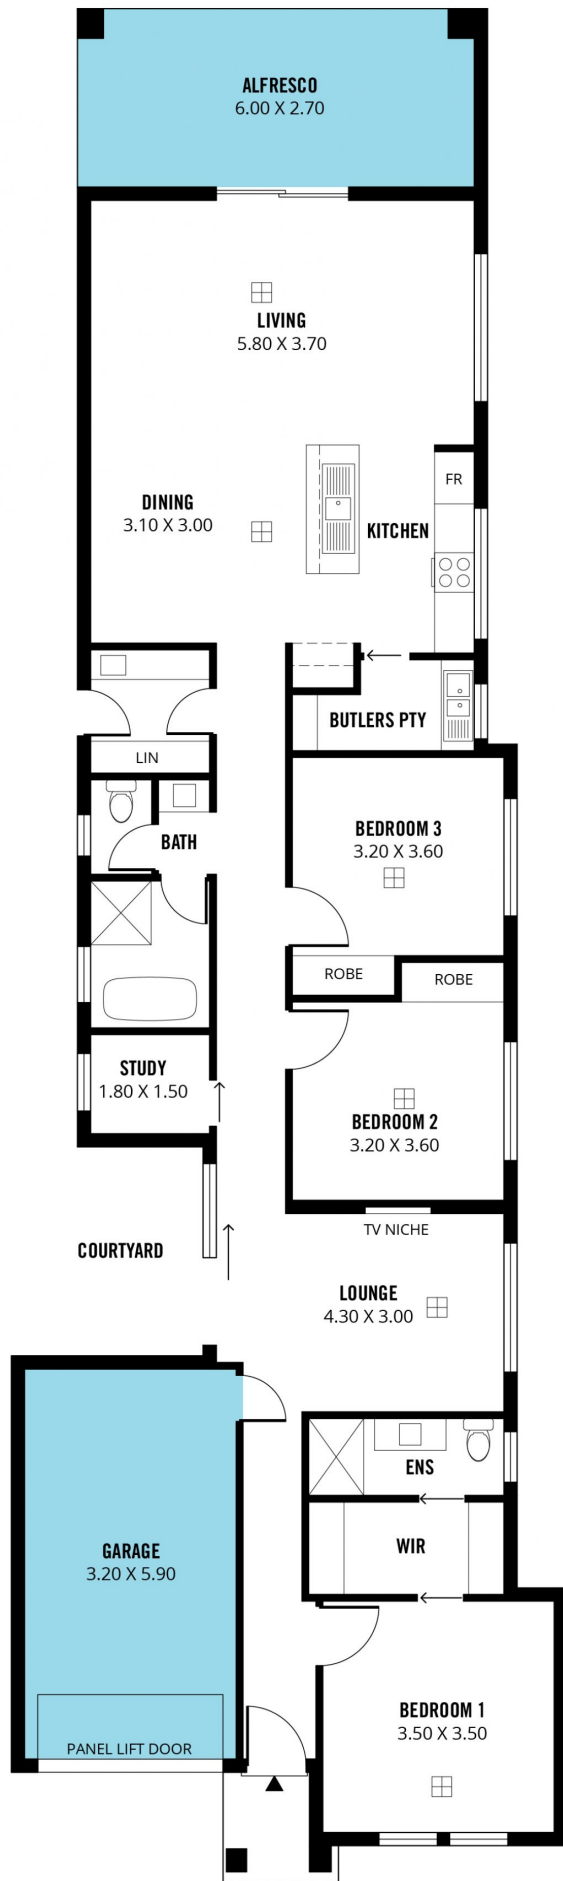 ALFRESCO
6.00 X 2.70
LIVING
5.80 X 3.70
FR
DINING
3.10 X 3.00
KITCHEN
BUTLERS PTY
LIN
BEDROOM 3
3.20 X 3.60
BATH
ROBE
ROBE
STUDY
1.80 X 1.50
BEDROOM 2
3.20 X 3.60
TV NICHE
COURTYARD
LOUNGE
4.30 X 3.00
ENS
WIR
GARAGE
3.20 X 5.90
BEDROOM 1
3.50 X 3.50
PANEL LIFT DOOR